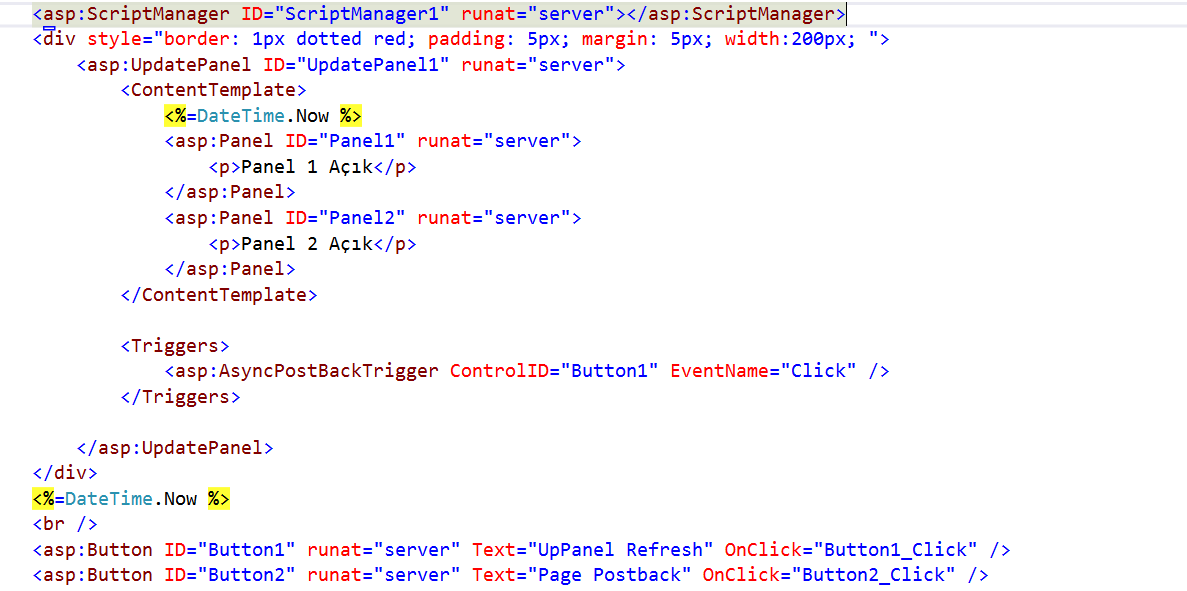 <asp:ScriptManager ID="ScriptManager1" runat="server"></asp:ScriptManager>
<div style="border: 1px dotted red; padding: 5px; margin: 5px; width:200px; ">
    <asp:UpdatePanel ID="UpdatePanel1" runat="server">
        <ContentTemplate>
            <%=DateTime.Now %>
            <asp:Panel ID="Panel1" runat="server">
                <p>Panel 1 Açık</p>
            </asp:Panel>
            <asp:Panel ID="Panel2" runat="server">
                <p>Panel 2 Açık</p>
            </asp:Panel>
        </ContentTemplate>

        <Triggers>
            <asp:AsyncPostBackTrigger ControlID="Button1" EventName="Click" />
        </Triggers>

    </asp:UpdatePanel>
</div>
<%=DateTime.Now %>
<br />
<asp:Button ID="Button1" runat="server" Text="UpPanel Refresh" OnClick="Button1_Click" />
<asp:Button ID="Button2" runat="server" Text="Page Postback" OnClick="Button2_Click" />